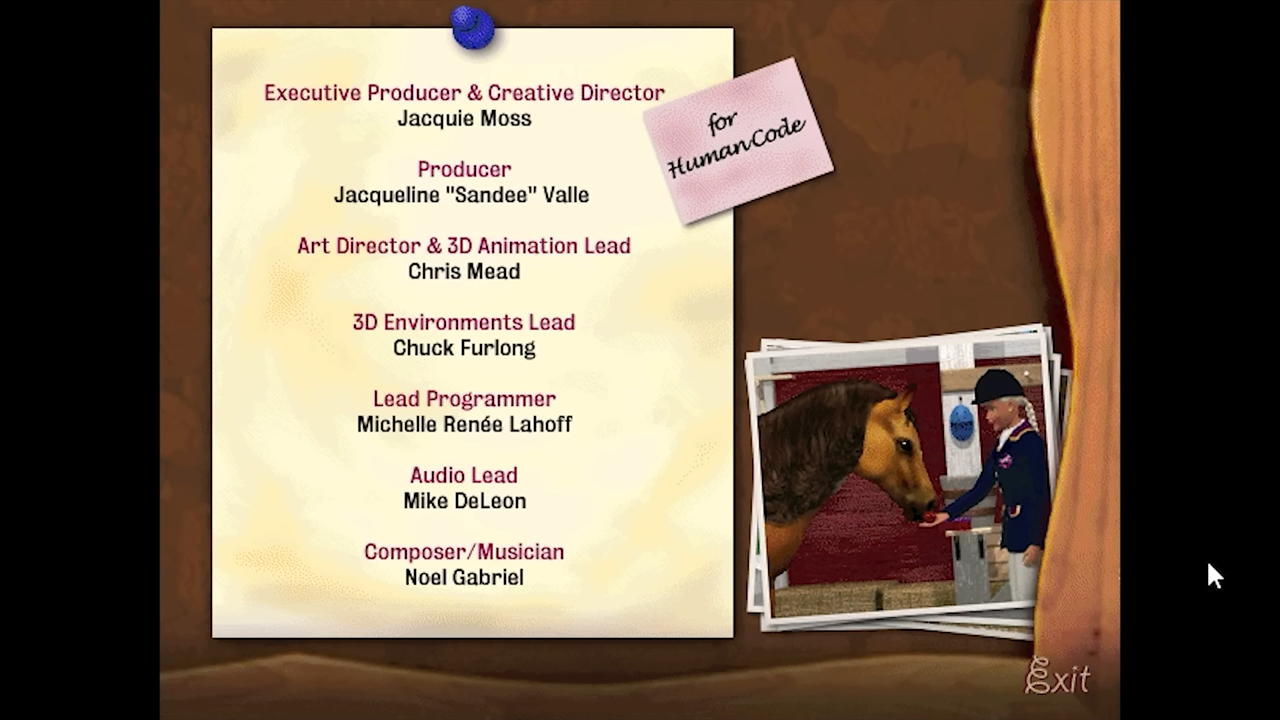 Executive Producer & Creative Director
Jacquie Moss
Producer
Jacqueline "Sandee" Valle
Art Director & 3D Animation Lead
Chris Mead
3D Environments Lead
Chuck Furlong
Lead Programmer
Michelle Renée Lahoff
Audio Lead
Mike DeLeon
Composer/Musician
Noel Gabriel
for
HumanCode
Exit